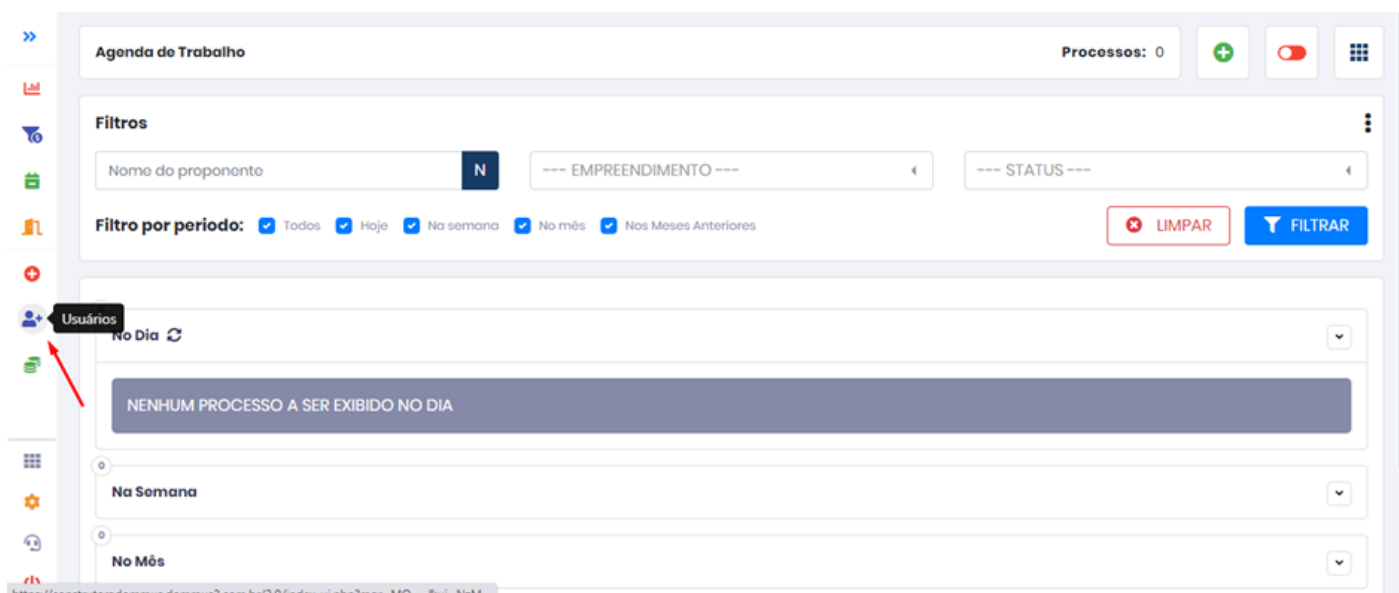 Agenda de Trabalho
Processos: 0
Filtros
Nome do proponente
N
--- EMPREENDIMENTO ---
--- STATUS ---
Filtro por periodo: Todos Hoje Na semana No mês Nos Meses Anteriores
LIMPAR
FILTRAR
Usuários
No Dia
NENHUM PROCESSO A SER EXIBIDO NO DIA
0
Na Semana
0
No Mês